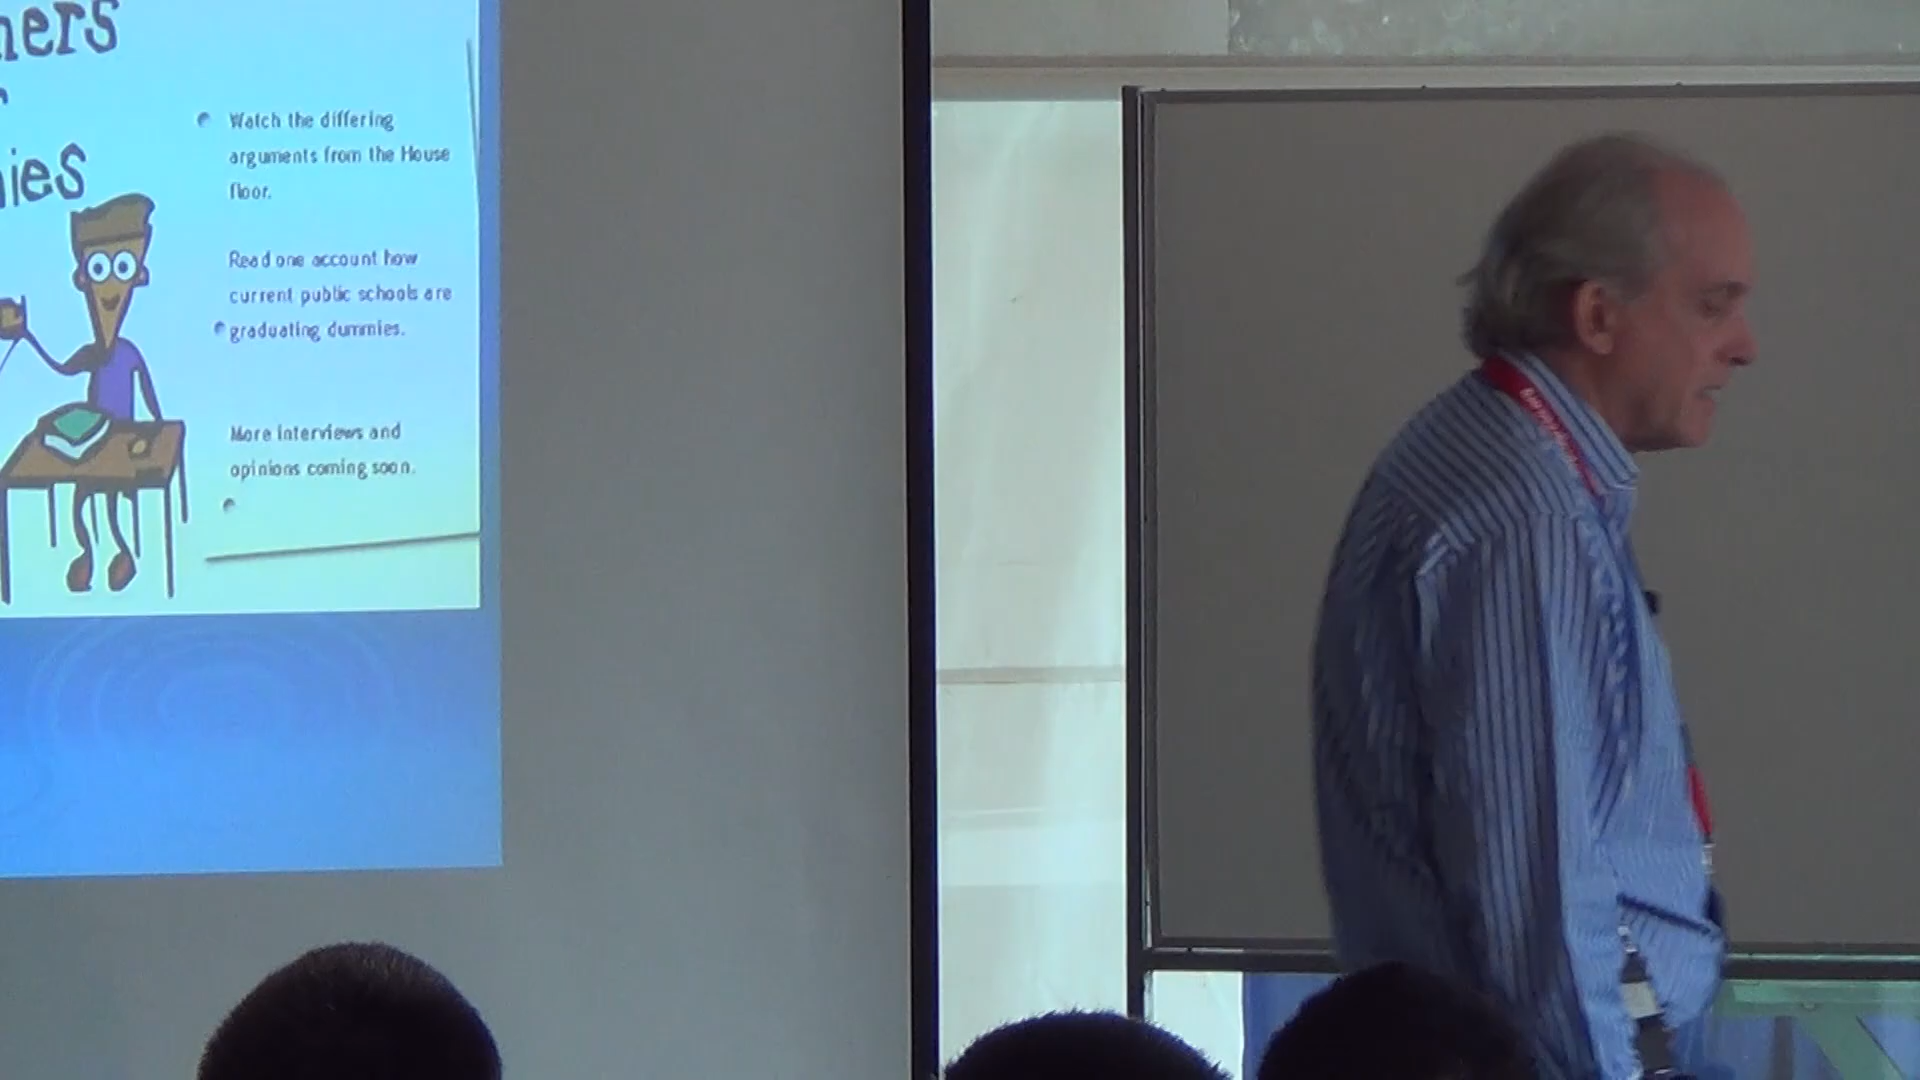 ners
ies
Watch the differing
arguments from the House
floor.
Read one account how
current public schools are
graduating dummies.
More interviews and
opinions coming soon.